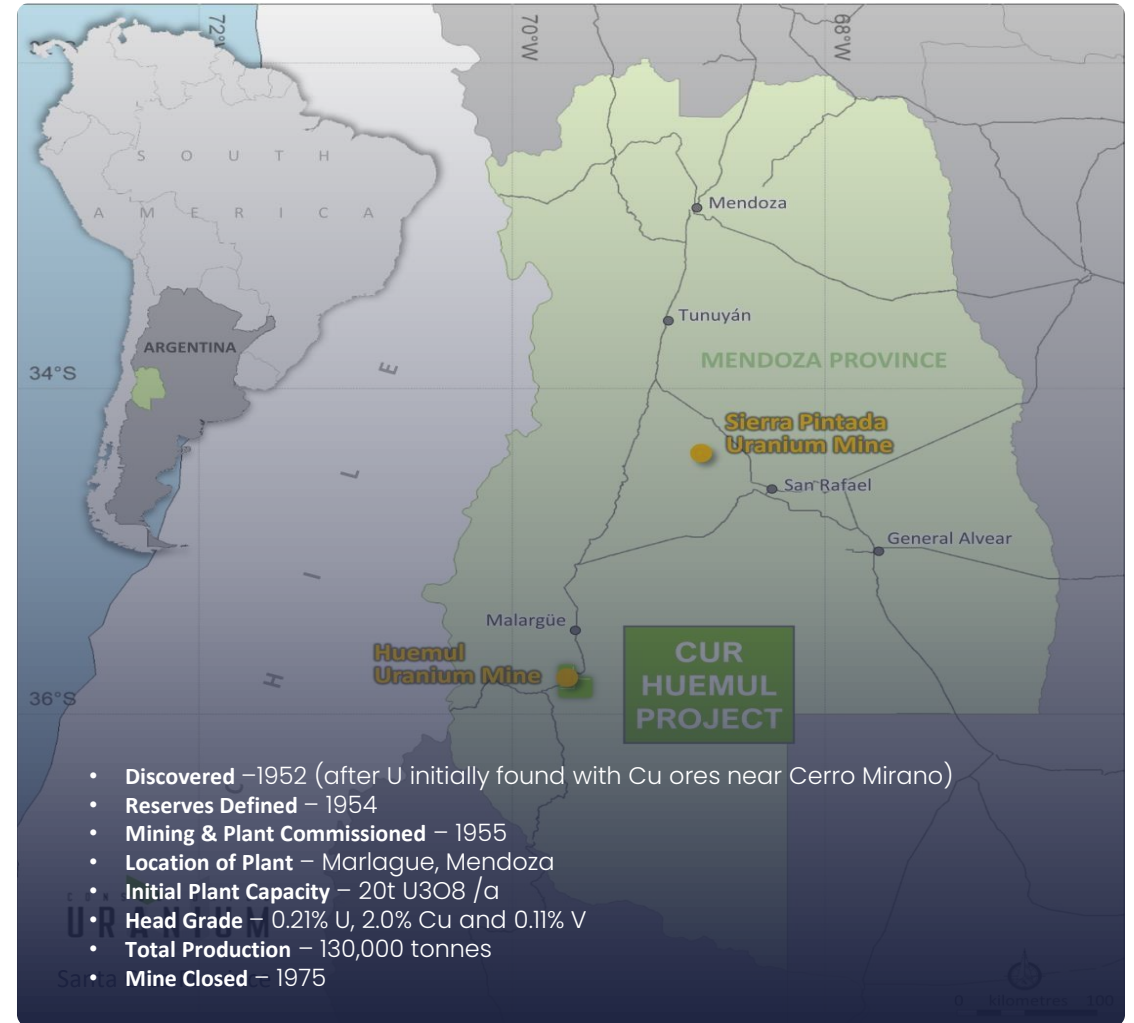 72°W
70°W
68°W
SOUTH
AMERICA
ARGENTINA
34°S
36°S
CHILE
Mendoza
Tunuyán
MENDOZA PROVINCE
Sierra Pintada
Uranium Mine
San Rafael
General Alvear
Malargüe
Huemul
Uranium Mine
CUR
HUEMUL
PROJECT
• Discovered –1952 (after U initially found with Cu ores near Cerro Mirano)
• Reserves Defined – 1954
• Mining & Plant Commissioned – 1955
• Location of Plant – Marlague, Mendoza
• Initial Plant Capacity – 20t U3O8 /a
• Head Grade – 0.21% U, 2.0% Cu and 0.11% V
• Total Production – 130,000 tonnes
• Mine Closed – 1975
URANIUM
Santa
0 kilometres 100